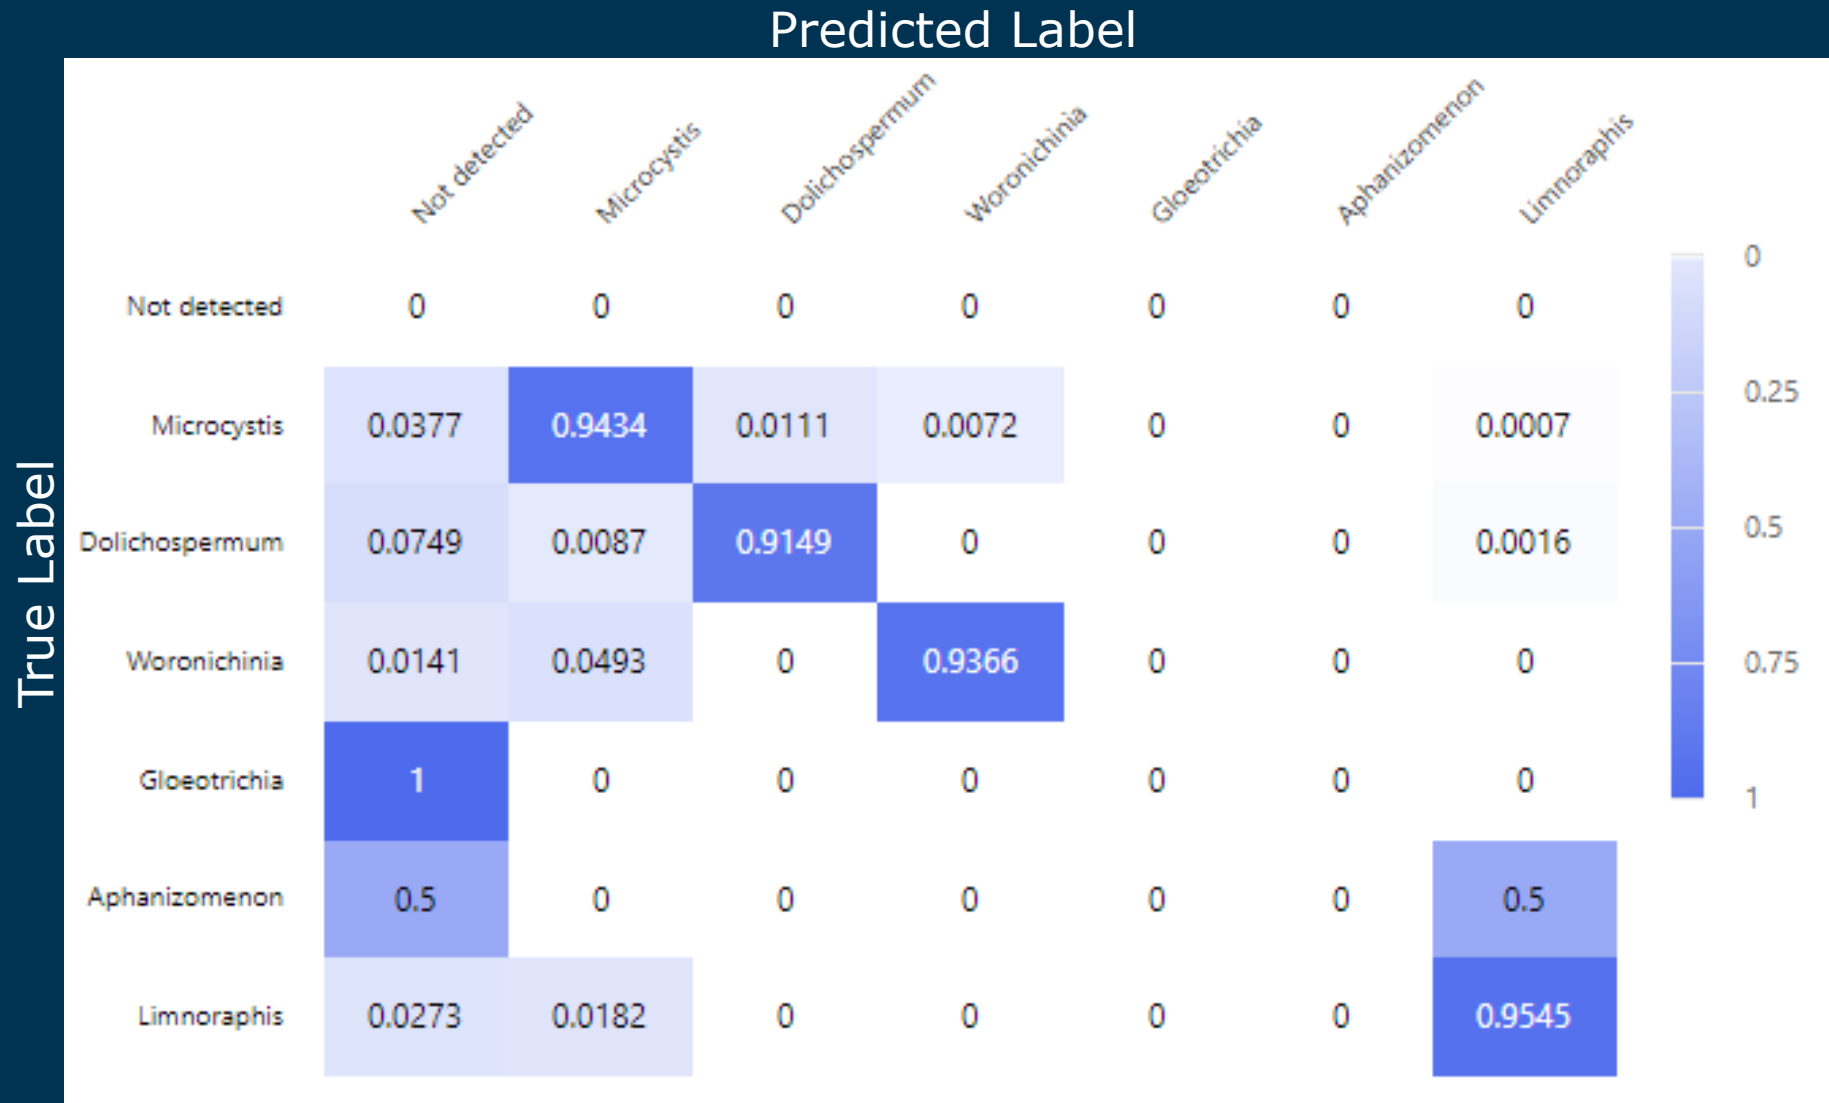 Predicted Label
True Label
Not detected Microcystis Dolichospermum Woronichinia Gloeotrichia Aphanizomenon Limnoraphis
Not detected 0 0 0 0 0 0 0
Microcystis 0.0377 0.9434 0.0111 0.0072 0 0 0.0007
Dolichospermum 0.0749 0.0087 0.9149 0 0 0 0.0016
Woronichinia 0.0141 0.0493 0 0.9366 0 0 0
Gloeotrichia 1 0 0 0 0 0 0
Aphanizomenon 0.5 0 0 0 0 0 0.5
Limnoraphis 0.0273 0.0182 0 0 0 0 0.9545
0
0.25
0.5
0.75
1